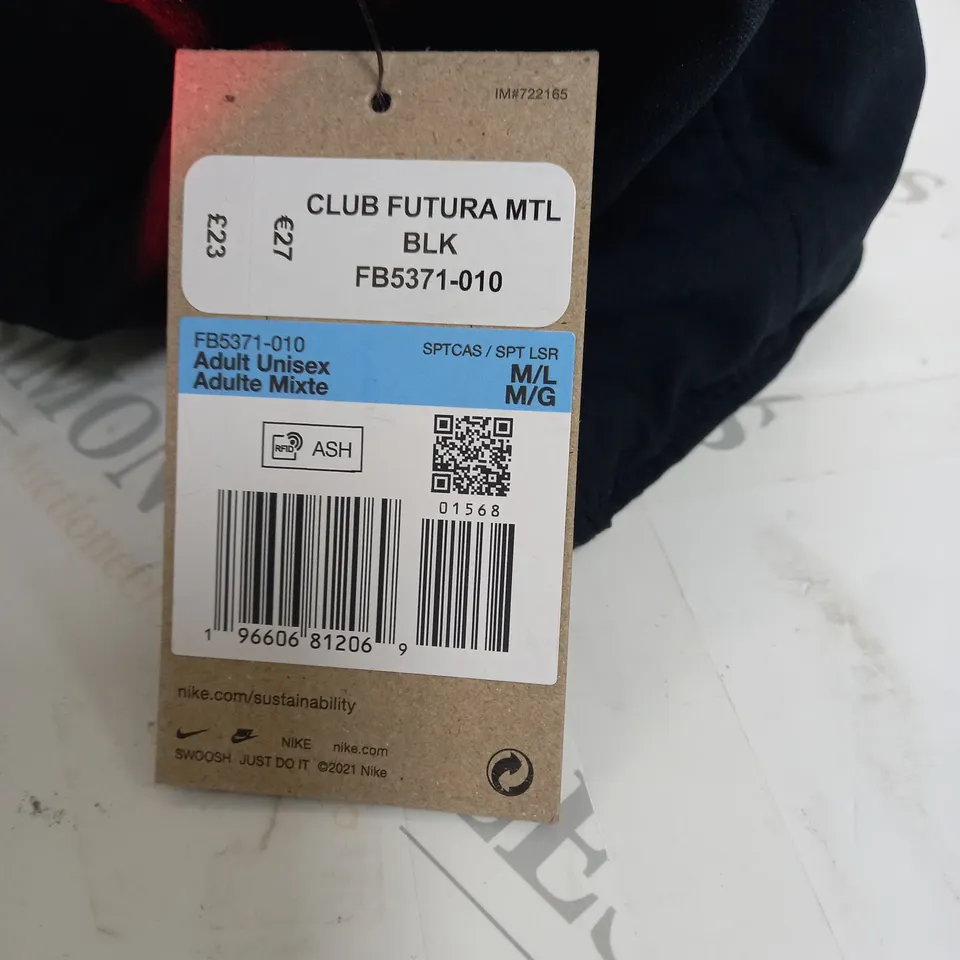 IM#722165
£23
€27
CLUB FUTURA MTL
BLK
FB5371-010
FB5371-010
Adult Unisex
Adulte Mixte
SPTCAS / SPT LSR
M/L
M/G
RFID
ASH
01568
1 96606 81206 9
nike.com/sustainability
NIKE nike.com
SWOOSH JUST DO IT ©2021 Nike